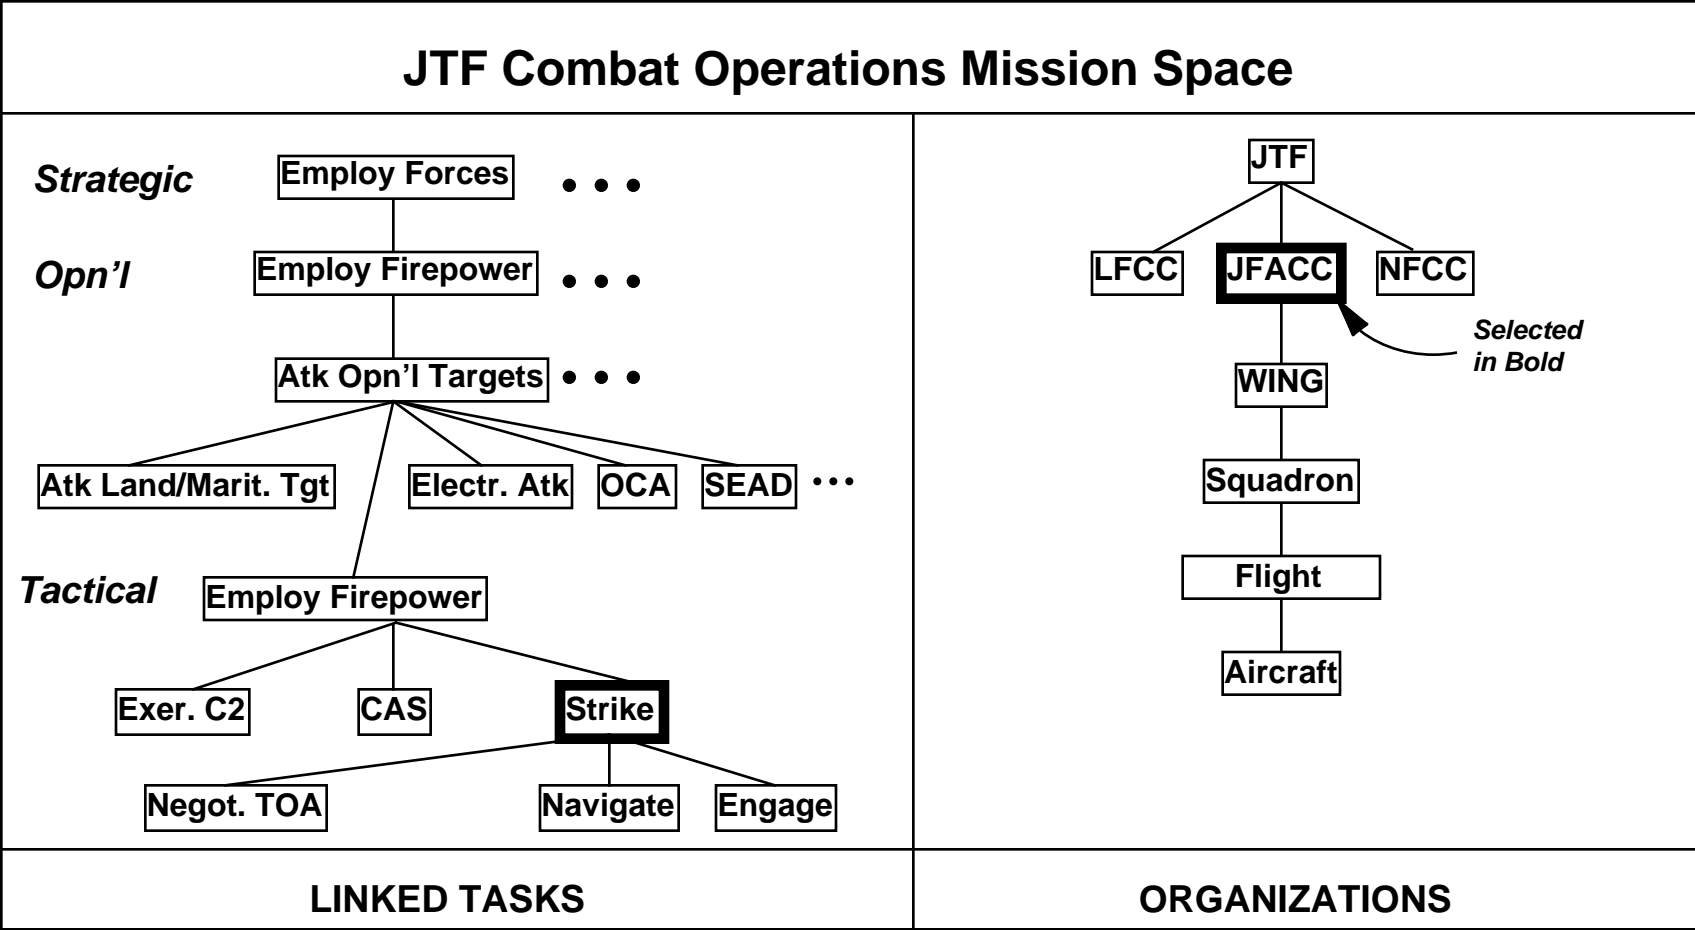 JTF Combat Operations Mission Space
Strategic
Employ Forces
• • •
Opn’l
Employ Firepower
• • •
Atk Opn’l Targets
• • •
Atk Land/Marit. Tgt
Electr. Atk
OCA
SEAD
• • •
Tactical
Employ Firepower
Exer. C2
CAS
Strike
Negot. TOA
Navigate
Engage
LINKED TASKS
JTF
LFCC
JFACC
NFCC
Selected
in Bold
WING
Squadron
Flight
Aircraft
ORGANIZATIONS